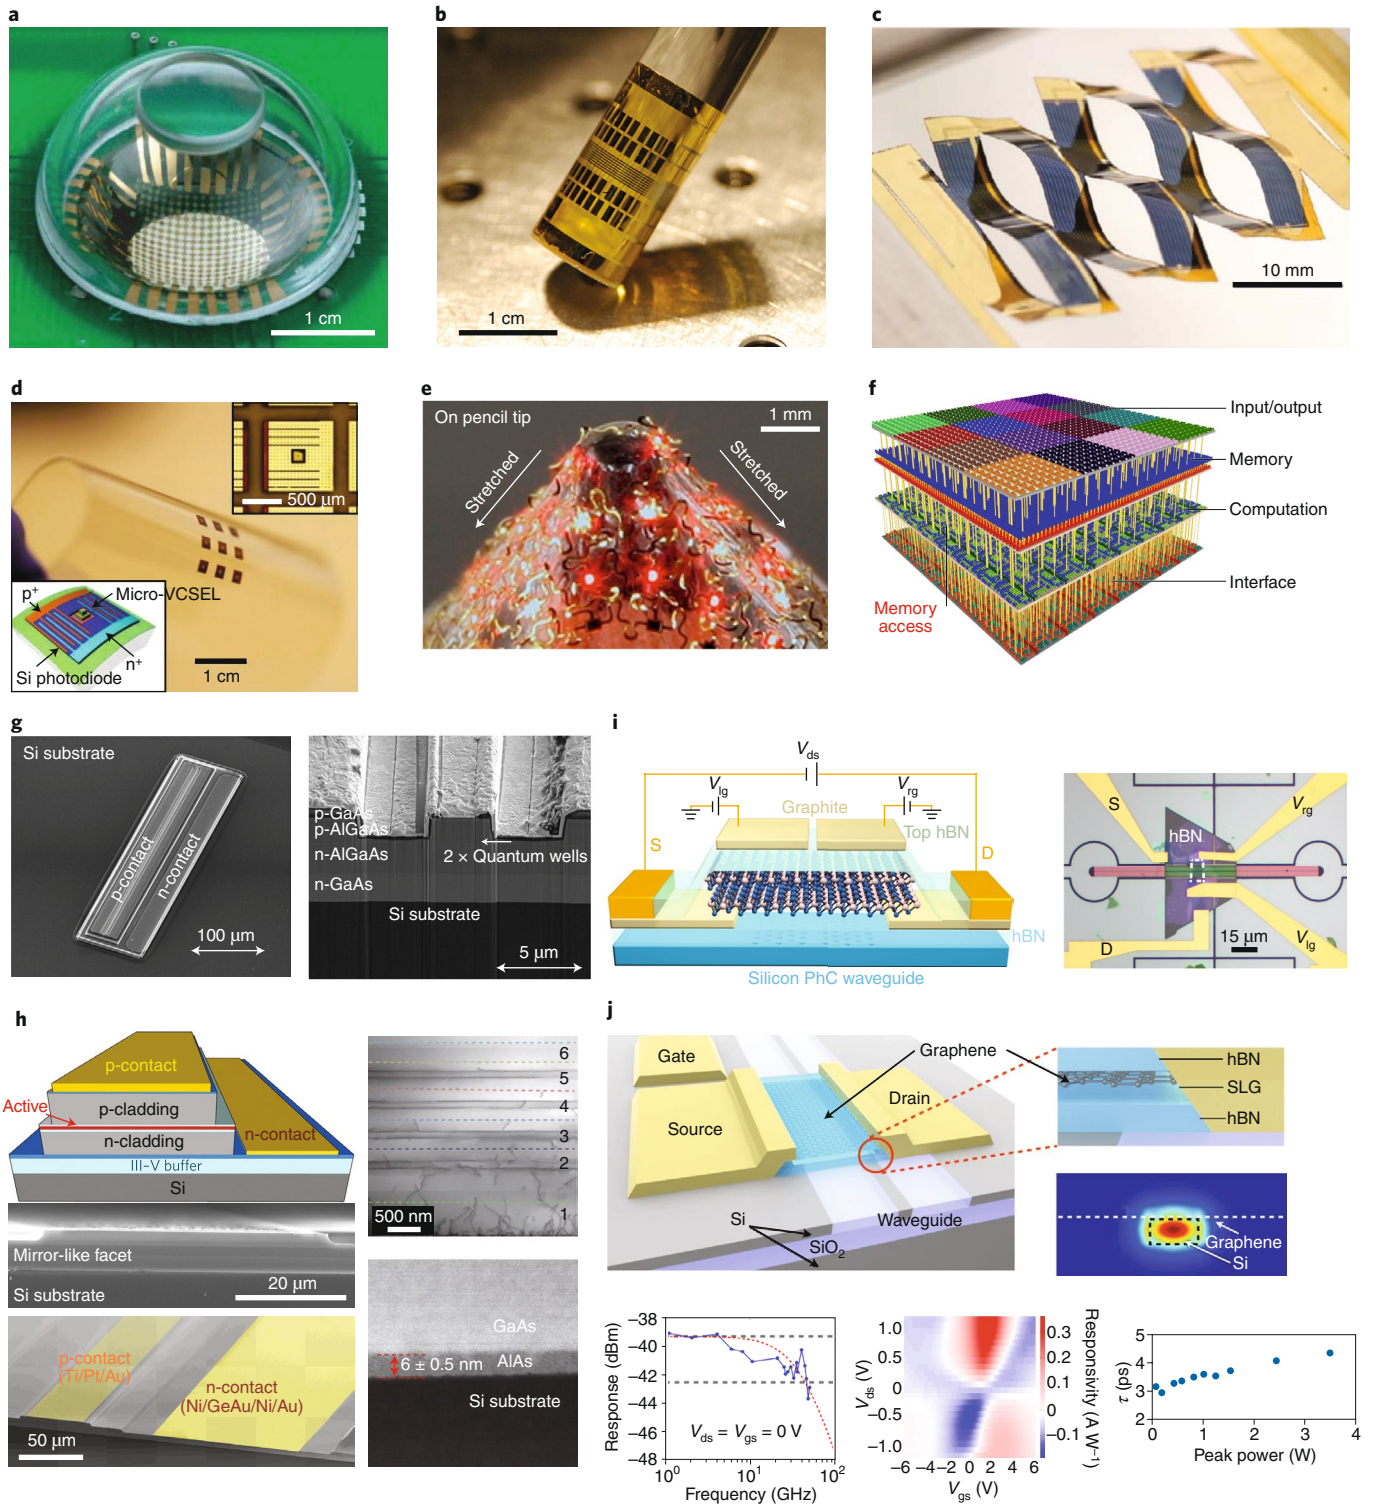 a
b
c
1 cm
1 cm
10 mm
d
500 µm
p+
Micro-VCSEL
n+
Si photodiode
1 cm
e
On pencil tip
1 mm
Stretched
Stretched
f
Input/output
Memory
Computation
Interface
Memory
access
g
Si substrate
p-contact
n-contact
100 µm
p-GaAs
p-AlGaAs
n-AlGaAs
2 × Quantum wells
n-GaAs
Si substrate
5 µm
i
Vds
Vlg
Vrg
Graphite
Top hBN
S
D
hBN
Silicon PhC waveguide
S
Vrg
hBN
D
15 µm
Vlg
h
p-contact
Active
p-cladding
n-cladding
n-contact
III–V buffer
Si
Mirror-like facet
20 µm
Si substrate
p-contact
(Ti/Pt/Au)
n-contact
(Ni/GeAu/Ni/Au)
50 µm
6
5
4
3
2
500 nm
1
GaAs
6 ± 0.5 nm
AlAs
Si substrate
j
Gate
Graphene
Source
Drain
Si
SiO2
Waveguide
hBN
SLG
hBN
Graphene
Si
Response (dBm)
–38
–40
–42
–44
–46
–48
Vds = Vgs = 0 V
10^0
10^1
10^2
Frequency (GHz)
Vds (V)
1.0
0.5
0
–0.5
–1.0
–6 –4 –2 0 2 4 6
Vgs (V)
0.3
0.2
0.1
0
–0.1
Responsivity (A W–1)
τ (ps)
5
4
3
2
0 1 2 3 4
Peak power (W)